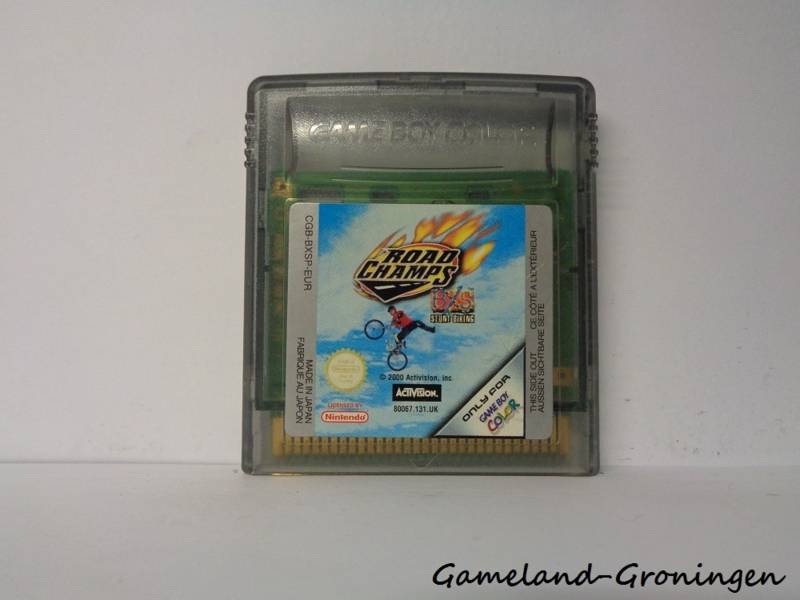 GAME BOY COLOR
CGB-BXSP-EUR
MADE IN JAPAN
FABRIQUE AU JAPON
ROAD
CHAMPS
BXS
STUNT BIKING
© 2000 Activision, Inc.
ACTIVISION
80067.131.UK
LICENSED BY
Nintendo
ONLY FOR
GAME BOY
COLOR
THIS SIDE OUT CE CÔTÉ À L'EXTÉRIEUR
AUSSEN SICHTBARE SEITE
Gameland-Groningen